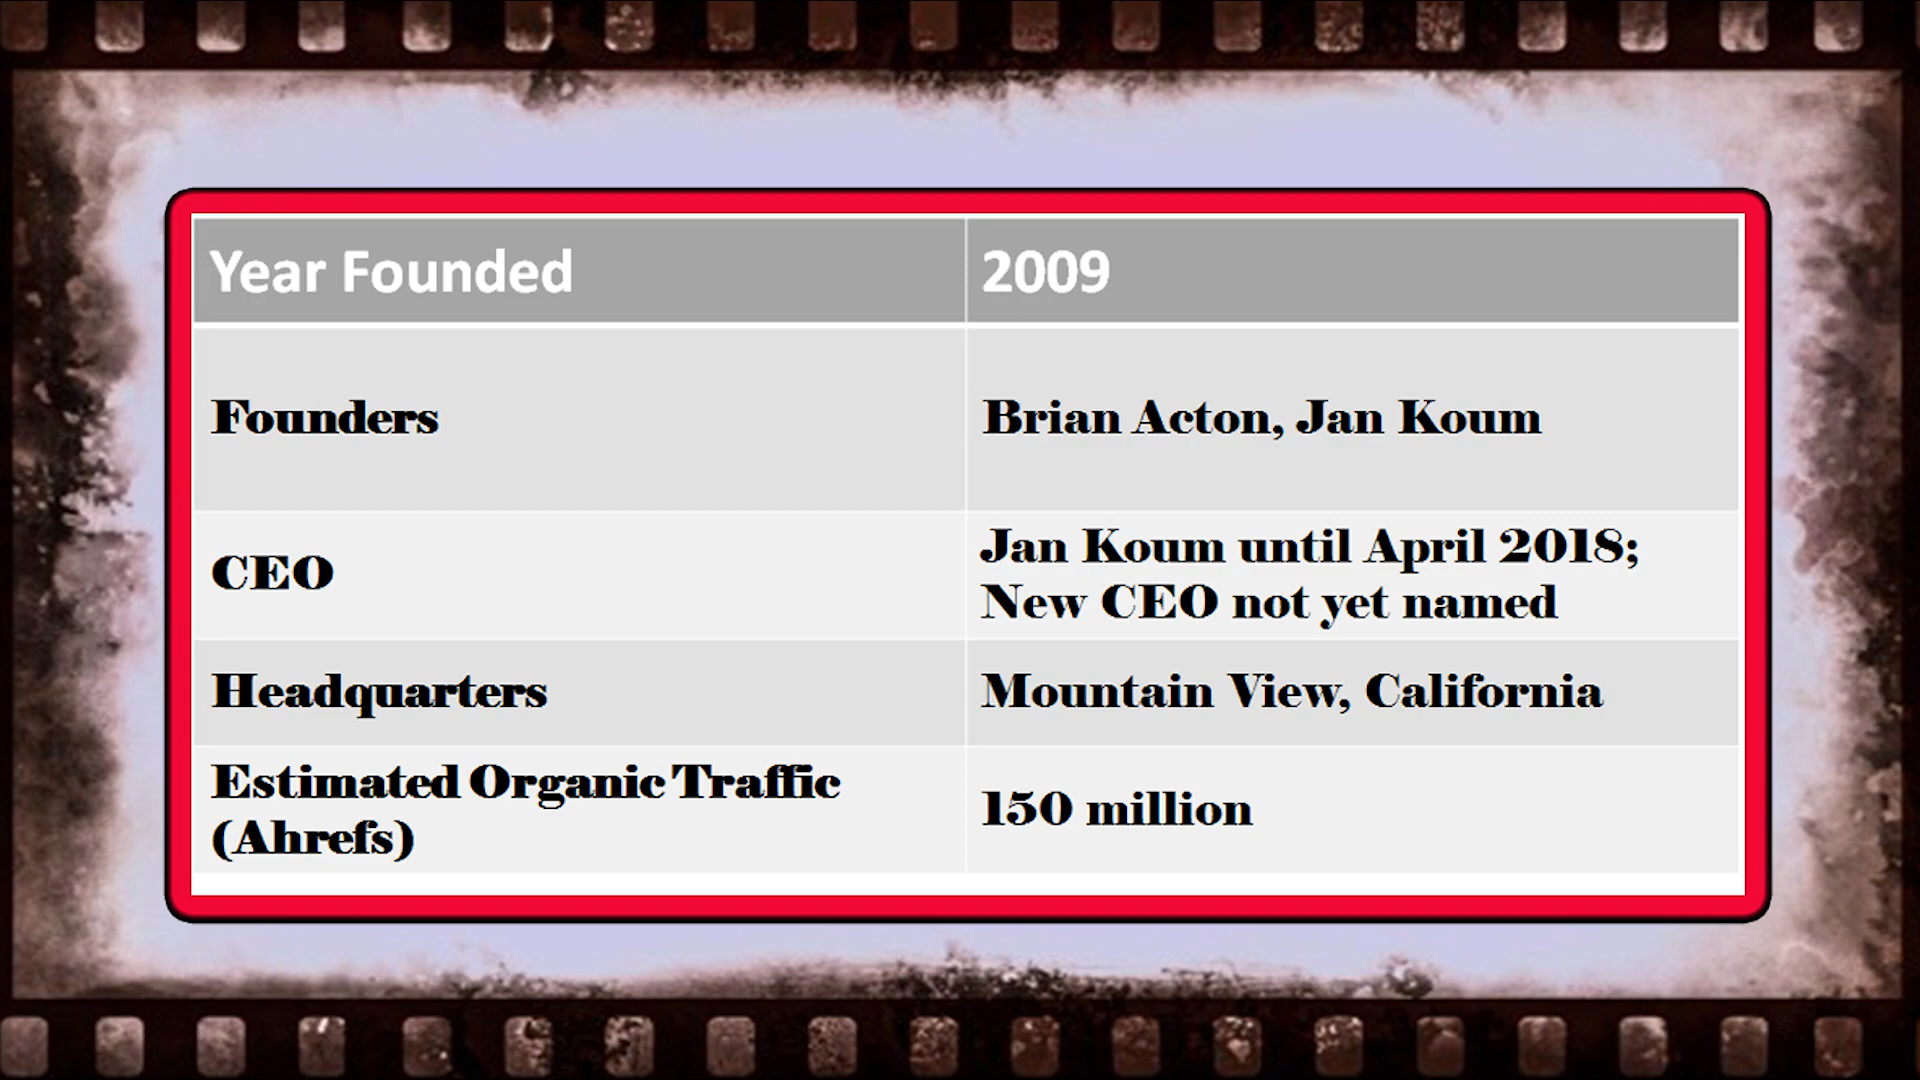 Year Founded 2009
Founders Brian Acton, Jan Koum
CEO Jan Koum until April 2018;
New CEO not yet named
Headquarters Mountain View, California
Estimated Organic Traffic
(Ahrefs) 150 million